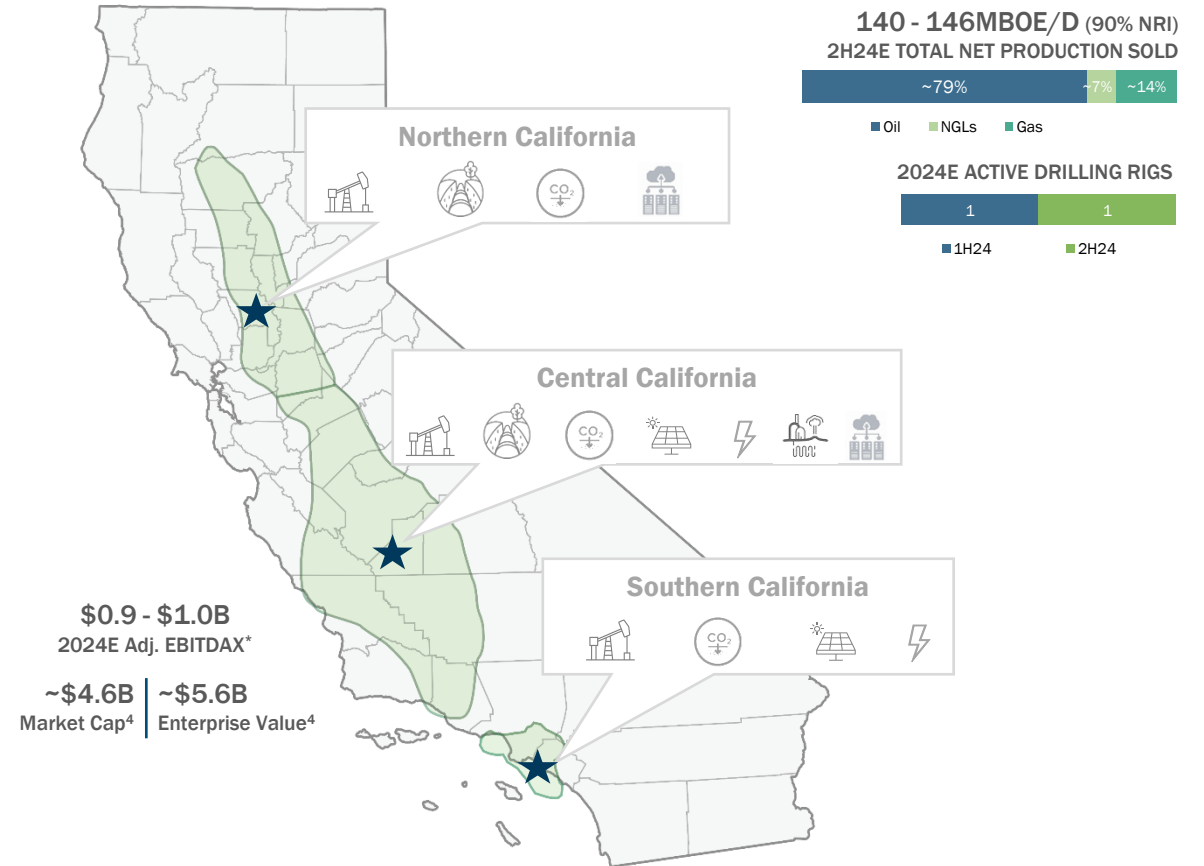 140 - 146MBOE/D (90% NRI)
2H24E TOTAL NET PRODUCTION SOLD
~79% ~7% ~14%
Oil NGLs Gas
2024E ACTIVE DRILLING RIGS
1 1
1H24 2H24
Northern California
CO₂
Central California
CO₂
Southern California
CO₂
$0.9 - $1.0B
2024E Adj. EBITDAX*
~$4.6B ~$5.6B
Market Cap⁴ Enterprise Value⁴